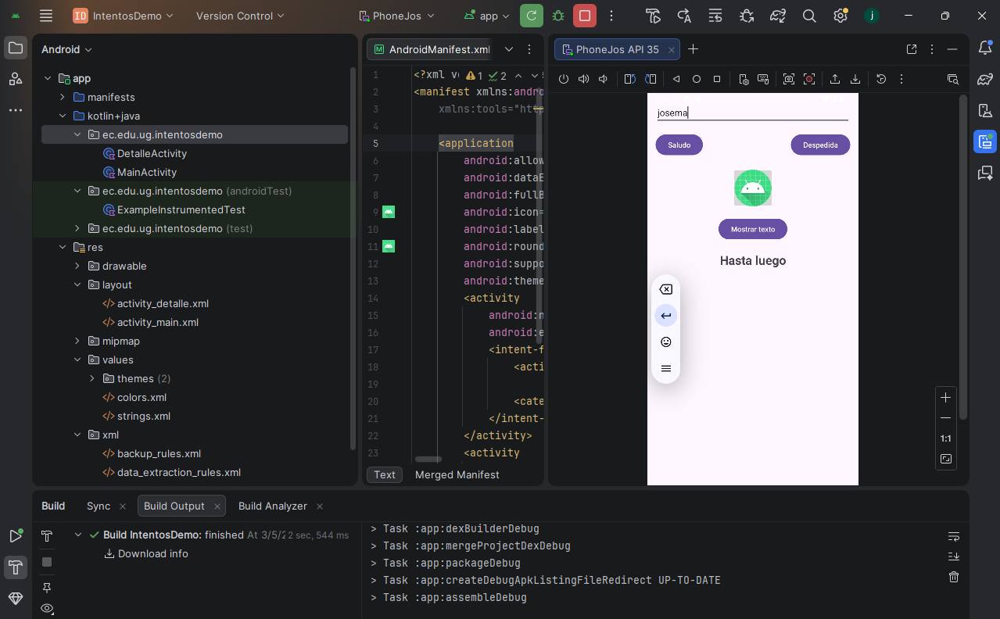 ID IntentosDemo Version Control PhoneJos app j
Android
app
manifests
kotlin+java
ec.edu.ug.intentosdemo
DetalleActivity
MainActivity
ec.edu.ug.intentosdemo (androidTest)
ExampleInstrumentedTest
ec.edu.ug.intentosdemo (test)
res
drawable
layout
activity_detalle.xml
activity_main.xml
mipmap
values
themes (2)
colors.xml
strings.xml
xml
backup_rules.xml
data_extraction_rules.xml
M AndroidManifest.xml
1 2
1 <?xml v
2 <manifest xmlns:andro
3 xmlns:tools="http
4
5 <application
6 android:allow
7 android:dataE
8 android:fullB
9 android:icon=
10 android:label
11 android:round
12 android:suppo
13 android:theme
14 <activity
15 android:n
16 android:e
17 <intent-f
18 <acti
19
20 <cate
21 </intent-
22 </activity>
23 <activity
Text Merged Manifest
PhoneJos API 35
josema
Saludo Despedida
Mostrar texto
Hasta luego
1:1
Build Sync Build Output Build Analyzer
Build IntentosDemo: finished At 3/5/2 2 sec, 544 ms
Download info
> Task :app:dexBuilderDebug
> Task :app:mergeProjectDexDebug
> Task :app:packageDebug
> Task :app:createDebugApkListingFileRedirect UP-TO-DATE
> Task :app:assembleDebug